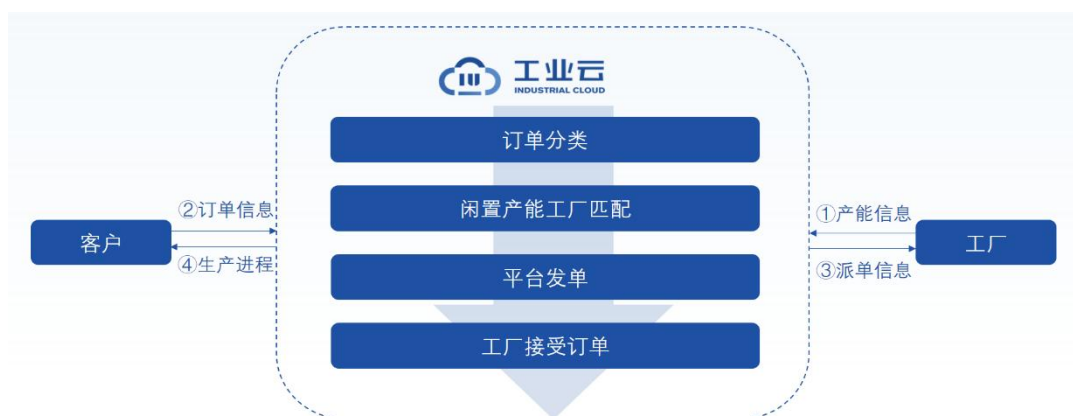 工业云
INDUSTRIAL CLOUD
订单分类
闲置产能工厂匹配
平台发单
工厂接受订单
②订单信息
客户
④生产进程
①产能信息
工厂
③派单信息